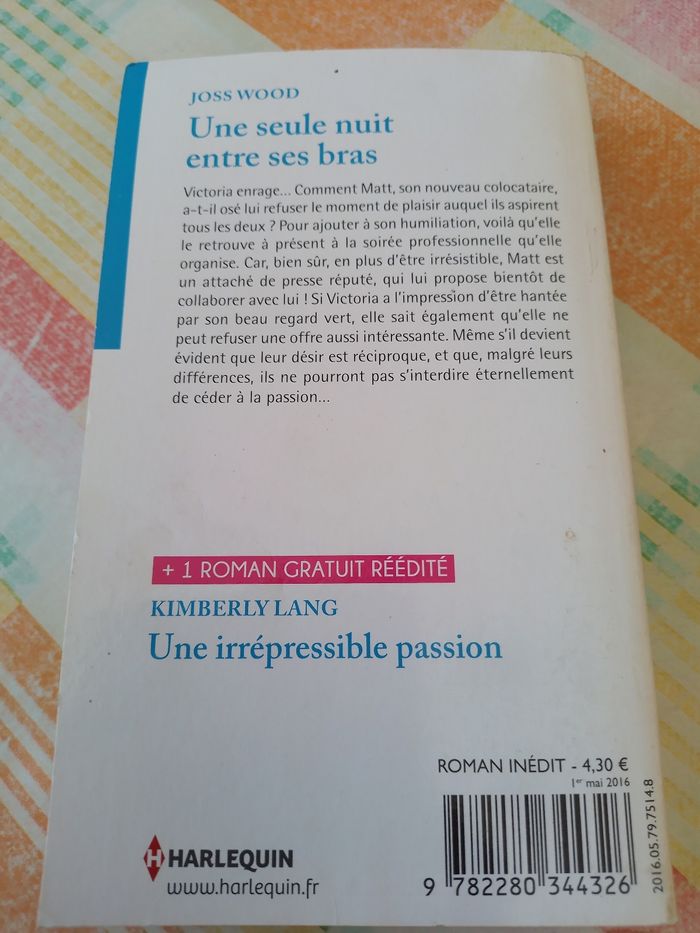 JOSS WOOD
Une seule nuit
entre ses bras
Victoria enrage... Comment Matt, son nouveau colocataire,
a-t-il osé lui refuser le moment de plaisir auquel ils aspirent
tous les deux ? Pour ajouter à son humiliation, voilà qu'elle
le retrouve à présent à la soirée professionnelle qu'elle
organise. Car, bien sûr, en plus d'être irrésistible, Matt est
un attaché de presse réputé, qui lui propose bientôt de
collaborer avec lui ! Si Victoria a l'impression d'être hantée
par son beau regard vert, elle sait également qu'elle ne
peut refuser une offre aussi intéressante. Même s'il devient
évident que leur désir est réciproque, et que, malgré leurs
différences, ils ne pourront pas s'interdire éternellement
de céder à la passion...
+ 1 ROMAN GRATUIT RÉÉDITÉ
KIMBERLY LANG
Une irrépressible passion
ROMAN INÉDIT - 4,30 €
1er mai 2016
2016.05.79.7514.8
HARLEQUIN
www.harlequin.fr
9 782280 344326